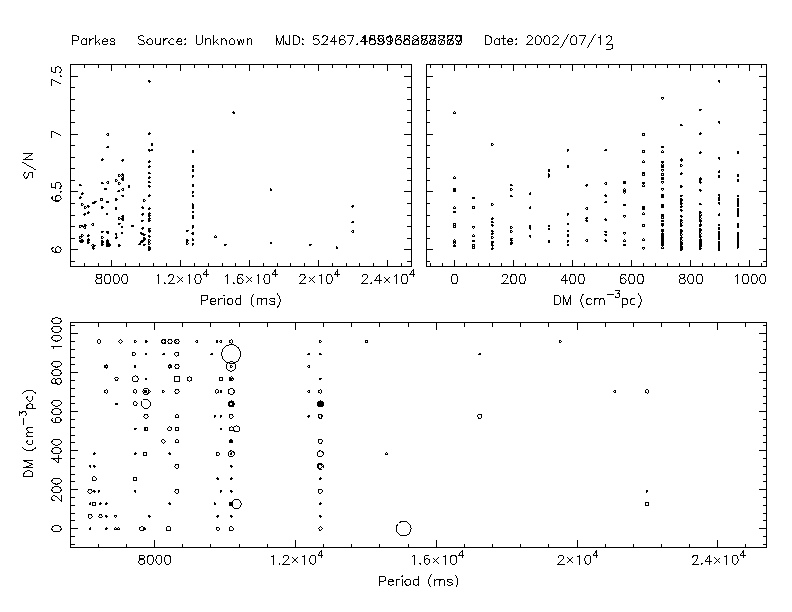 Parkes Source: Unknown MJD: Date: 2002/07/12
S/N
7.5
7
6.5
6
8000 1.2×10⁴ 1.6×10⁴ 2×10⁴ 2.4×10⁴
Period (ms)
0 200 400 600 800 1000
DM (cm⁻³pc)
DM (cm⁻³pc)
1000
800
600
400
200
0
8000 1.2×10⁴ 1.6×10⁴ 2×10⁴ 2.4×10⁴
Period (ms)